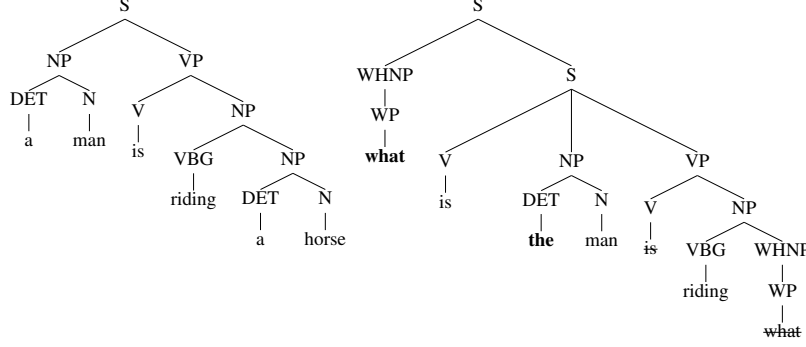 S S
NP VP WHNP S
DET N V NP WP
a man is VBG NP what V NP VP
riding DET N is DET N V NP
a horse the man is VBG WHNP
riding WP
what